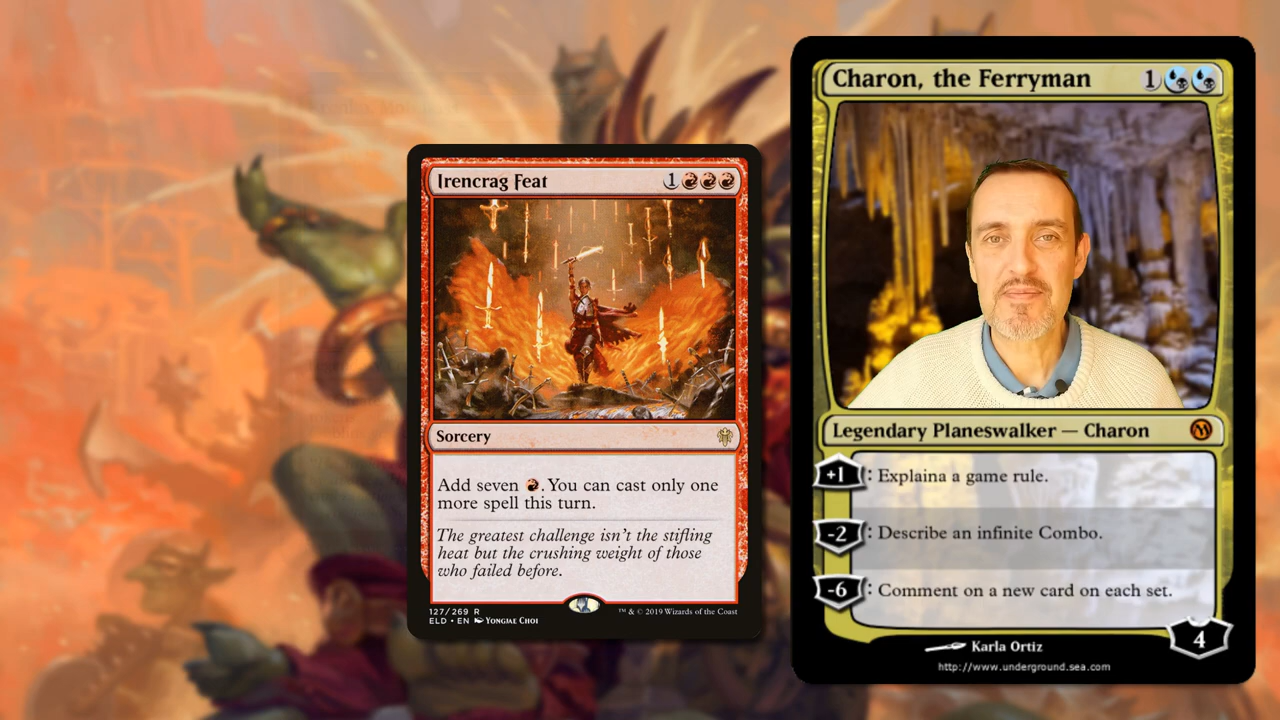 Irencrag Feat 1
Sorcery
Add seven . You can cast only one
more spell this turn.
The greatest challenge isn't the stifling
heat but the crushing weight of those
who failed before.
127/269 R
ELD • EN Yongjae Choi
™ & © 2019 Wizards of the Coast
Charon, the Ferryman 1
Legendary Planeswalker — Charon
+1 : Explaina a game rule.
-2 : Describe an infinite Combo.
-6 : Comment on a new card on each set.
4
Karla Ortiz
http://www.underground.sea.com